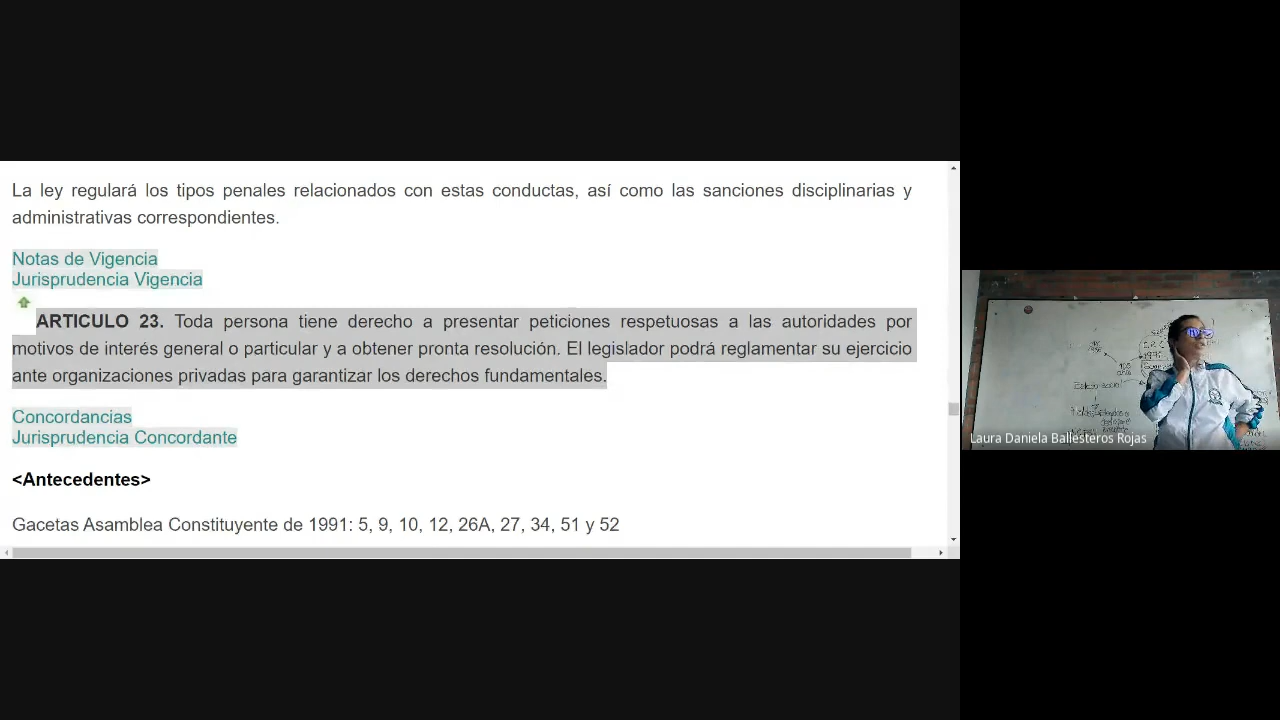 La ley regulará los tipos penales relacionados con estas conductas, así como las sanciones disciplinarias y
administrativas correspondientes.
Notas de Vigencia
Jurisprudencia Vigencia
ARTICULO 23. Toda persona tiene derecho a presentar peticiones respetuosas a las autoridades por
motivos de interés general o particular y a obtener pronta resolución. El legislador podrá reglamentar su ejercicio
ante organizaciones privadas para garantizar los derechos fundamentales.
Concordancias
Jurisprudencia Concordante
<Antecedentes>
Gacetas Asamblea Constituyente de 1991: 5, 9, 10, 12, 26A, 27, 34, 51 y 52
Estado social
Laura Daniela Ballesteros Rojas